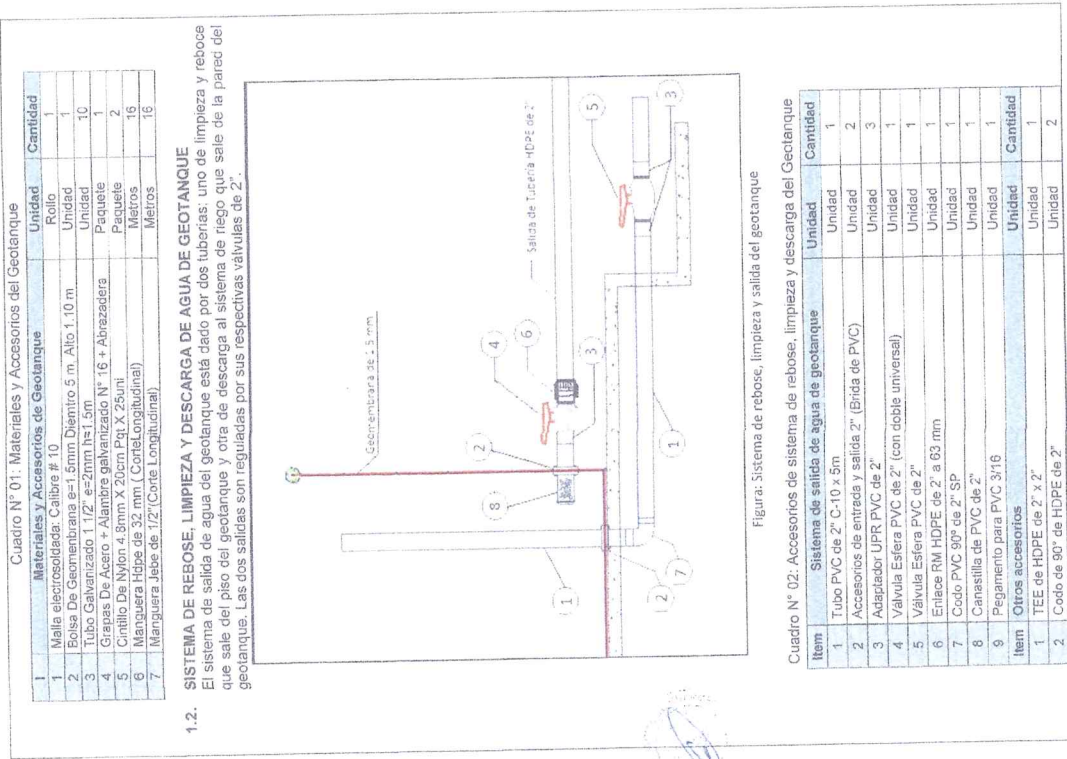 Cuadro N° 01: Materiales y Accesorios del Geotanque
I Materiales y Accesorios de Geotanque Unidad Cantidad
1 Malla electrosoldada: Calibre # 10 Rollo 1
2 Bolsa De Geomenbrana e=1.5mm Diémtro 5 m, Alto 1.10 m Unidad 1
3 Tubo Galvanizado 1 1/2" e=2mm h=1.5m Unidad 10
4 Grapas De Acero + Alambre galvanizado N° 16 + Abrazadera Paquete 1
5 Cintillo De Nylon 4.8mm X 20cm Pqt X 25uni Paquete 2
6 Manguera Hdpe de 32 mm ( CorteLongitudinal) Metros 16
7 Manguera Jebe de 1/2"(Corte Longitudinal) Metros 16
1.2. SISTEMA DE REBOSE, LIMPIEZA Y DESCARGA DE AGUA DE GEOTANQUE
El sistema de salida de agua del geotanque está dado por dos tuberías: uno de limpieza y reboce
que sale del piso del geotanque y otra de descarga al sistema de riego que sale de la pared del
geotanque. Las dos salidas son reguladas por sus respectivas válvulas de 2".
Geomembrana de 1.5 mm
Salida de Tubería HDPE de 2"
1
2
7
8
2
4
6
3
1
5
3
Figura: Sistema de rebose, limpieza y salida del geotanque
Cuadro N° 02: Accesorios de sistema de rebose, limpieza y descarga del Geotanque
Item Sistema de salida de agua de geotanque Unidad Cantidad
1 Tubo PVC de 2" C-10 x 5m Unidad 1
2 Accesorios de entrada y salida 2" (Brida de PVC) Unidad 2
3 Adaptador UPR PVC de 2" Unidad 3
4 Válvula Esfera PVC de 2" (con doble universal) Unidad 1
5 Válvula Esfera PVC de 2" Unidad 1
6 Enlace RM HDPE de 2" a 63 mm Unidad 1
7 Codo PVC 90° de 2" SP Unidad 1
8 Canastilla de PVC de 2" Unidad 1
9 Pegamento para PVC 3/16 Unidad 1
Item Otros accesorios Unidad Cantidad
1 TEE de HDPE de 2" x 2" Unidad 1
2 Codo de 90° de HDPE de 2" Unidad 2